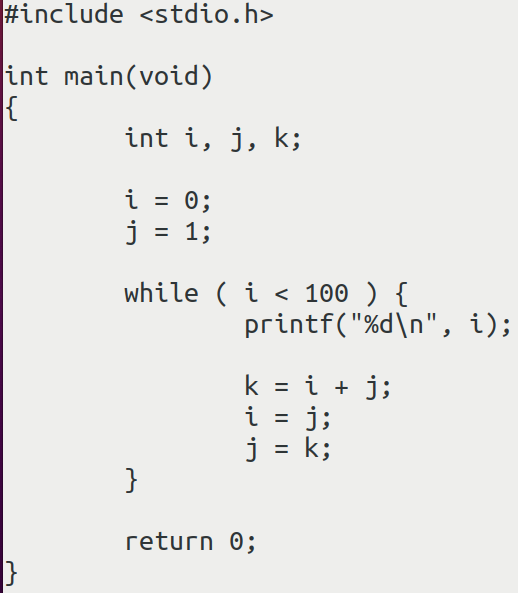 #include <stdio.h>

int main(void)
{
        int i, j, k;

        i = 0;
        j = 1;

        while ( i < 100 ) {
                printf("%d\n", i);

                k = i + j;
                i = j;
                j = k;
        }

        return 0;
}